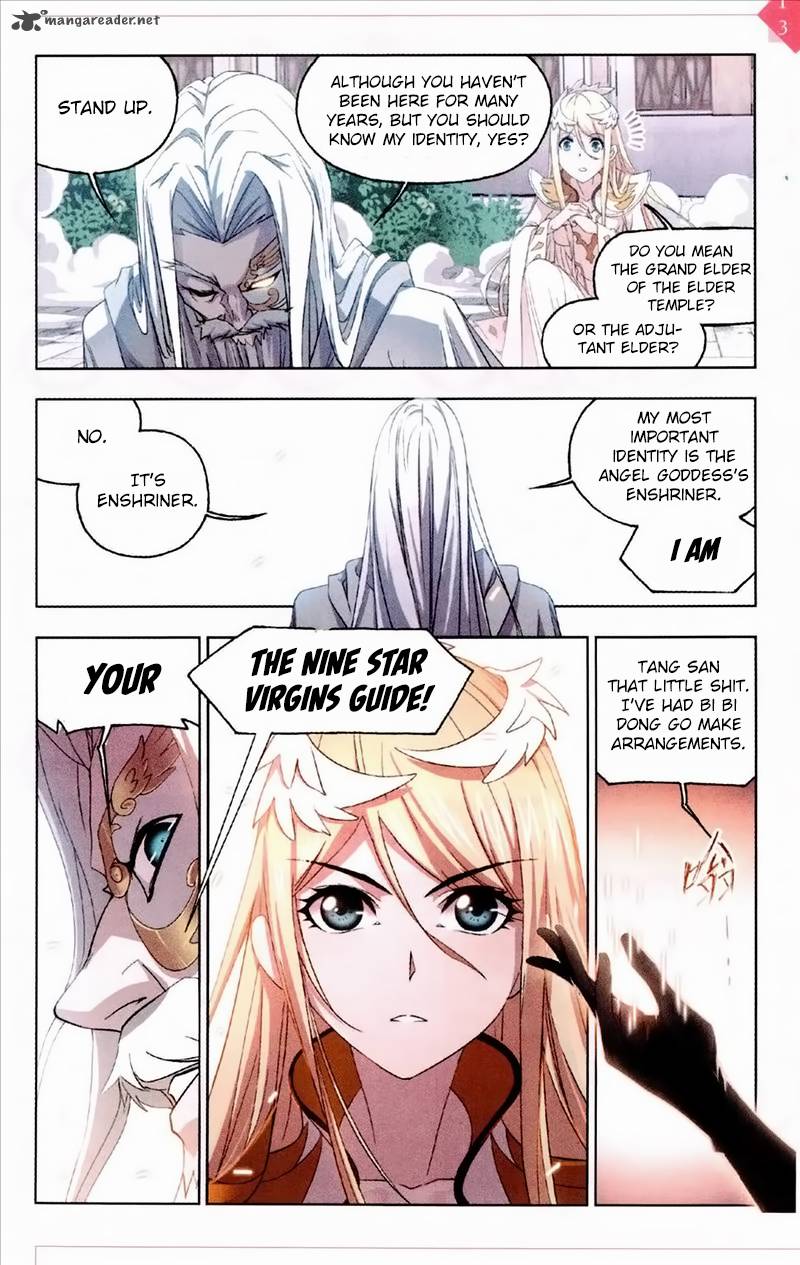 mangareader.net
1
3
STAND UP.
ALTHOUGH YOU HAVEN'T
BEEN HERE FOR MANY
YEARS, BUT YOU SHOULD
KNOW MY IDENTITY, YES?
DO YOU MEAN
THE GRAND ELDER
OF THE ELDER
TEMPLE?
OR THE ADJU-
TANT ELDER?
NO.
IT'S
ENSHRINER.
MY MOST
IMPORTANT
IDENTITY IS THE
ANGEL GODDESS'S
ENSHRINER.
I AM
YOUR
THE NINE STAR
VIRGINS GUIDE!
TANG SAN
THAT LITTLE SHIT.
I'VE HAD BI BI
DONG GO MAKE
ARRANGEMENTS.